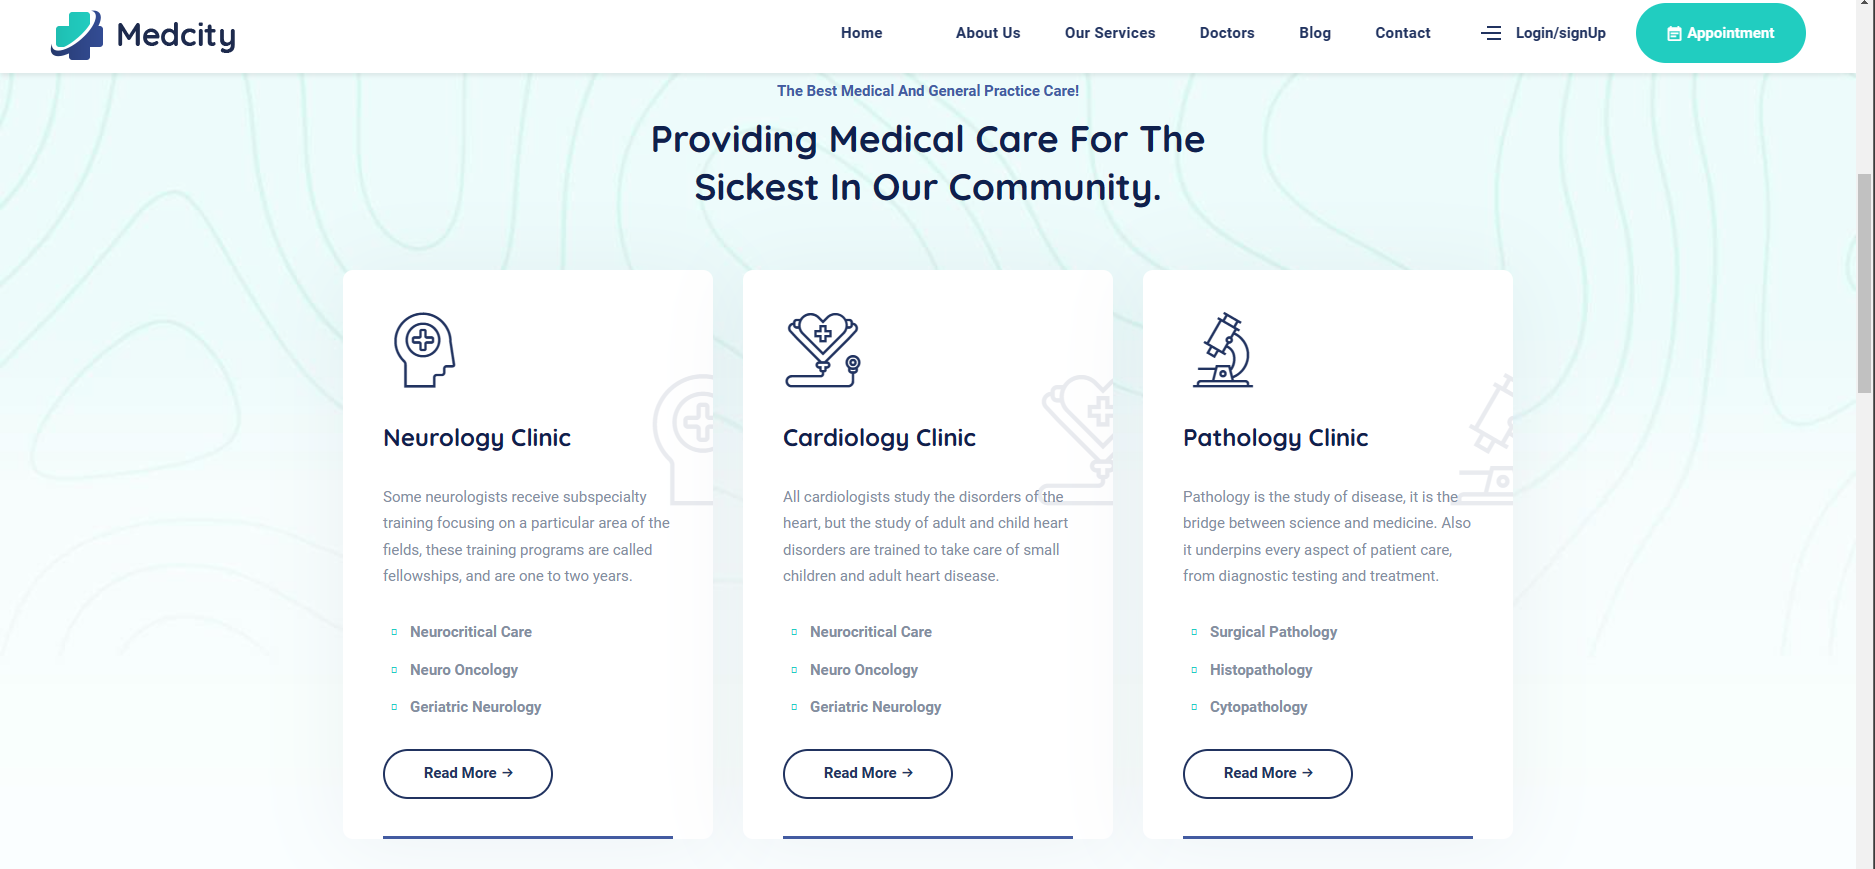 Medcity
Home
About Us
Our Services
Doctors
Blog
Contact
Login/signUp
Appointment
The Best Medical And General Practice Care!
Providing Medical Care For The
Sickest In Our Community.
Neurology Clinic
Some neurologists receive subspecialty
training focusing on a particular area of the
fields, these training programs are called
fellowships, and are one to two years.
Neurocritical Care
Neuro Oncology
Geriatric Neurology
Read More →
Cardiology Clinic
All cardiologists study the disorders of the
heart, but the study of adult and child heart
disorders are trained to take care of small
children and adult heart disease.
Neurocritical Care
Neuro Oncology
Geriatric Neurology
Read More →
Pathology Clinic
Pathology is the study of disease, it is the
bridge between science and medicine. Also
it underpins every aspect of patient care,
from diagnostic testing and treatment.
Surgical Pathology
Histopathology
Cytopathology
Read More →